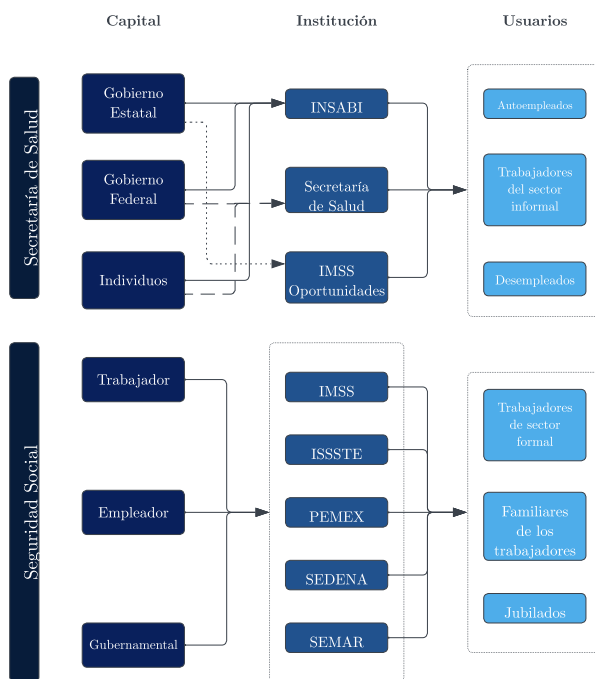 Capital
Institución
Usuarios
Secretaría de Salud
Gobierno
Estatal
Gobierno
Federal
Individuos
INSABI
Secretaría
de Salud
IMSS
Oportunidades
Autoempleados
Trabajadores
del sector
informal
Desempleados
Seguridad Social
Trabajador
Empleador
Gubernamental
IMSS
ISSSTE
PEMEX
SEDENA
SEMAR
Trabajadores
de sector
formal
Familiares
de los
trabajadores
Jubilados